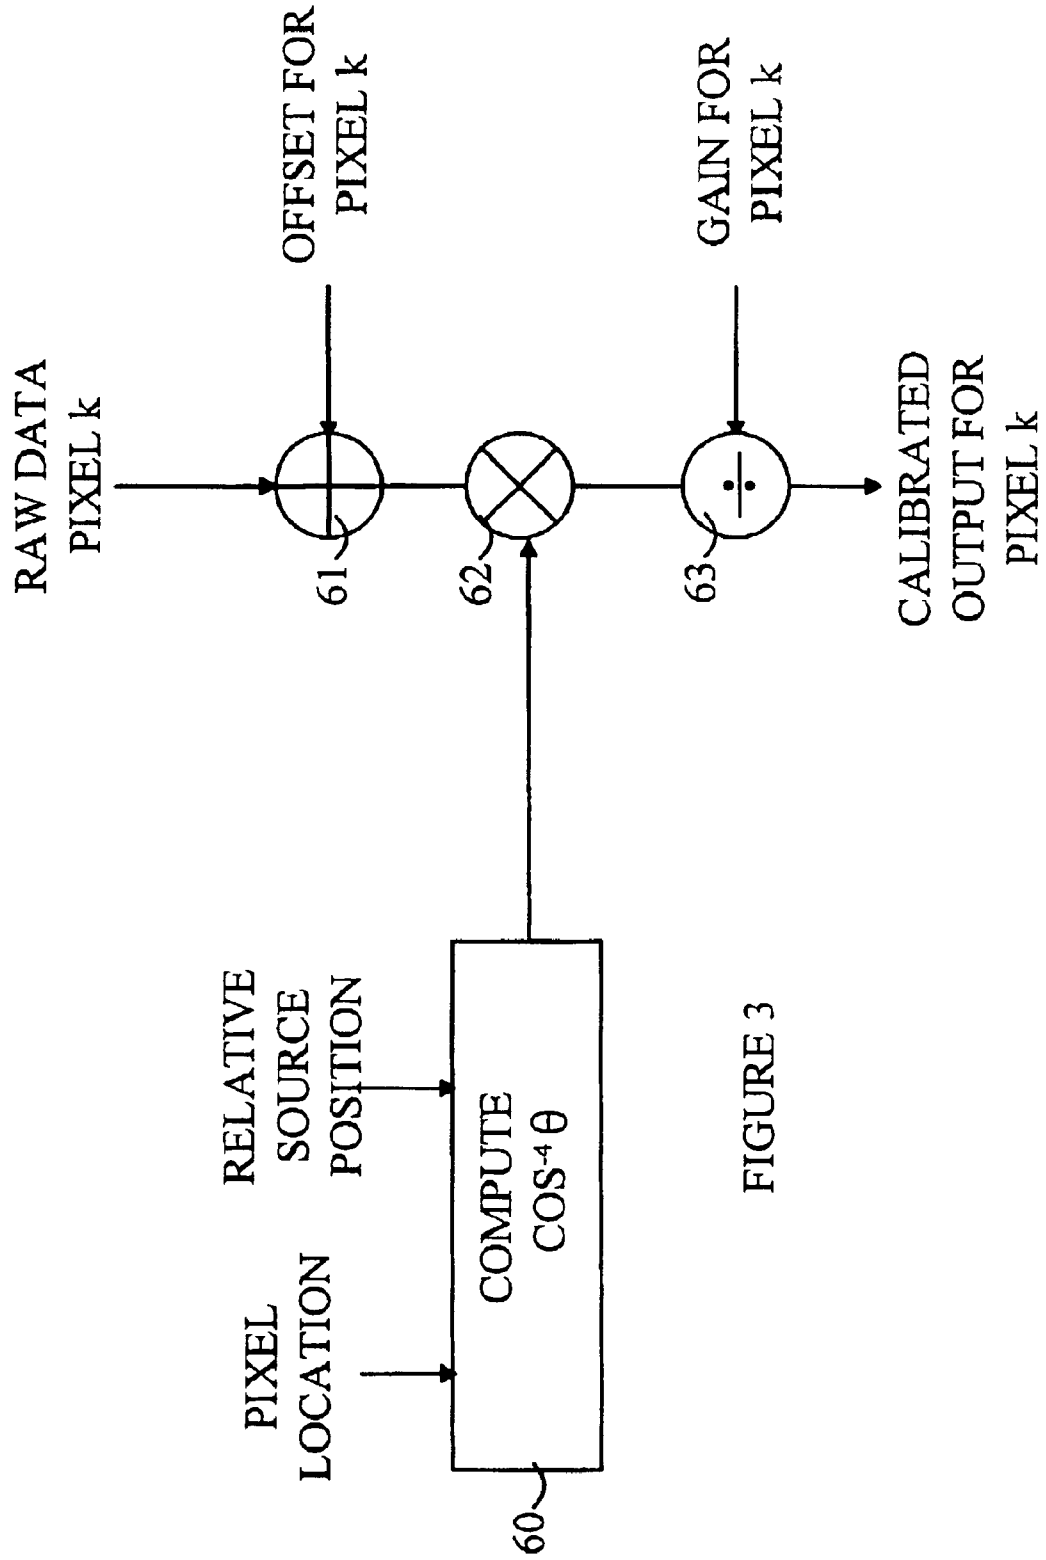 RAW DATA
PIXEL k
OFFSET FOR
PIXEL k
61
62
RELATIVE
SOURCE
POSITION
PIXEL
LOCATION
COMPUTE
COS-4 θ
60
63
GAIN FOR
PIXEL k
CALIBRATED
OUTPUT FOR
PIXEL k
FIGURE 3